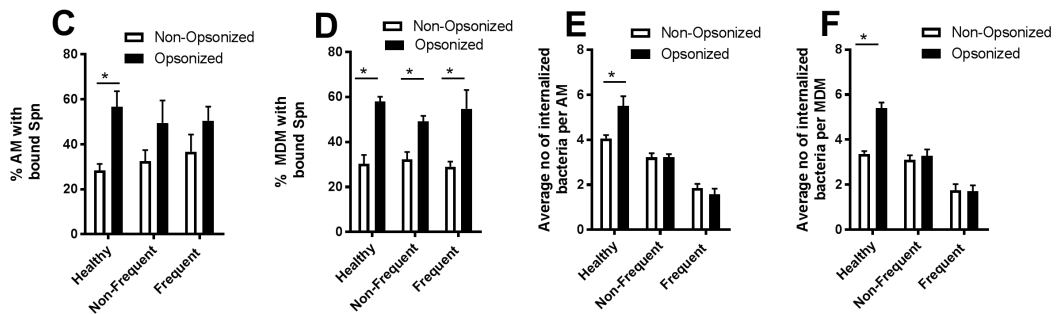 C
Non-Opsonized
Opsonized
% AM with
bound Spn
80
60
40
20
0
*
Healthy
Non-Frequent
Frequent
D
Non-Opsonized
Opsonized
% MDM with
bound Spn
80
60
40
20
0
*
*
*
Healthy
Non-Frequent
Frequent
E
Non-Opsonized
Opsonized
Average no of internalized
bacteria per AM
8
6
4
2
0
*
Healthy
Non-Frequent
Frequent
F
Non-Opsonized
Opsonized
Average no of internalized
bacteria per MDM
8
6
4
2
0
*
Healthy
Non-Frequent
Frequent